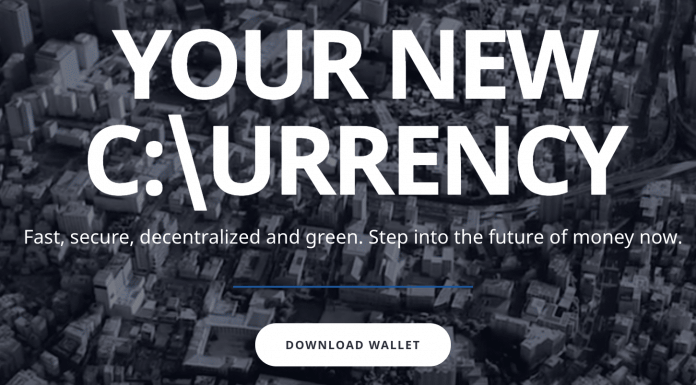 YOUR NEW
C:\URRENCY
Fast, secure, decentralized and green. Step into the future of money now.
DOWNLOAD WALLET